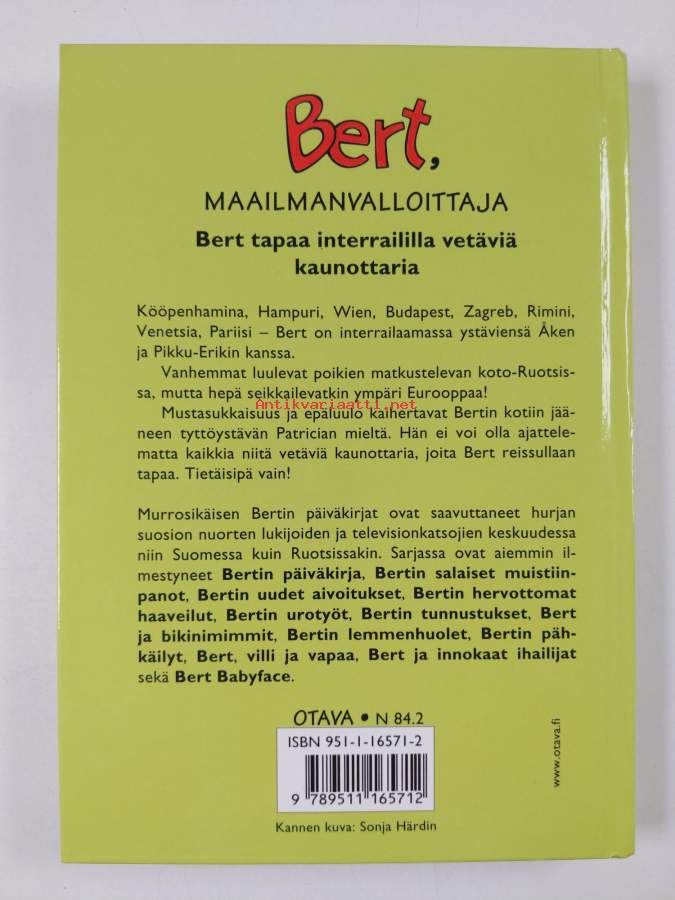 Bert,
MAAILMANVALLOITTAJA
Bert tapaa interraililla vetäviä
kaunottaria
Kööpenhamina, Hampuri, Wien, Budapest, Zagreb, Rimini,
Venetsia, Pariisi – Bert on interrailaamassa ystäviensä Åken
ja Pikku-Erikin kanssa.
Vanhemmat luulevat poikien matkustelevan koto-Ruotsis-
sa, mutta hepä seikkailevatkin ympäri Eurooppaa!
Antikvariaatti.net
Mustasukkaisuus ja epäluulo kaihertavat Bertin kotiin jää-
neen tyttöystävän Patrician mieltä. Hän ei voi olla ajattele-
matta kaikkia niitä vetäviä kaunottaria, joita Bert reissullaan
tapaa. Tietäisipä vain!
Murrosikäisen Bertin päiväkirjat ovat saavuttaneet hurjan
suosion nuorten lukijoiden ja televisionkatsojien keskuudessa
niin Suomessa kuin Ruotsissakin. Sarjassa ovat aiemmin il-
mestyneet Bertin päiväkirja, Bertin salaiset muistiin-
panot, Bertin uudet aivoitukset, Bertin hervottomat
haaveilut, Bertin urotyöt, Bertin tunnustukset, Bert
ja bikinimimmit, Bertin lemmenhuolet, Bertin päh-
käilyt, Bert, villi ja vapaa, Bert ja innokaat ihailijat
sekä Bert Babyface.
OTAVA • N 84.2
ISBN 951-1-16571-2
9 789511 165712
Kannen kuva: Sonja Härdin
www.otava.fi